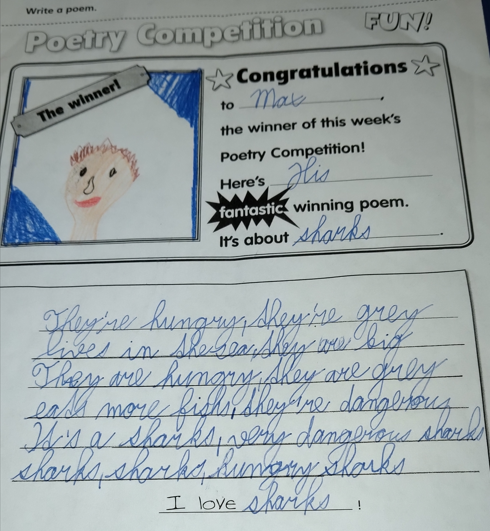 Write a poem.
Poetry Competition FUN!
The winner!
Congratulations
to Max,
the winner of this week's
Poetry Competition!
Here's His
fantastic winning poem.
It's about sharks.
They're hungry, they're grey
lives in the sea, they are big
They are hungry, they are grey
eats more fish, they're dangerous
It's a sharks, very dangerous sharks
sharks, sharks, hungry sharks
I love sharks!